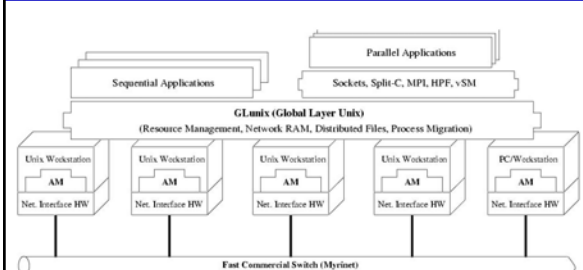 Parallel Applications
Sequential Applications
Sockets, Split-C, MPI, HPF, vSM
GLunix (Global Layer Unix)
(Resource Management, Network RAM, Distributed Files, Process Migration)
Unix Workstation Unix Workstation Unix Workstation Unix Workstation PC/Workstation
AM AM AM AM AM
Net. Interface HW Net. Interface HW Net. Interface HW Net. Interface HW Net. Interface HW
Fast Commercial Switch (Myrinet)